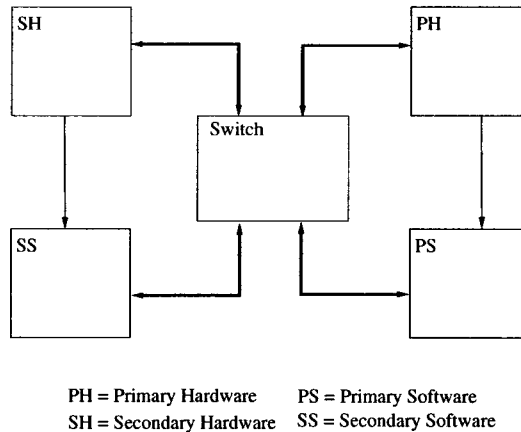 SH
PH
Switch
SS
PS
PH = Primary Hardware PS = Primary Software
SH = Secondary Hardware SS = Secondary Software